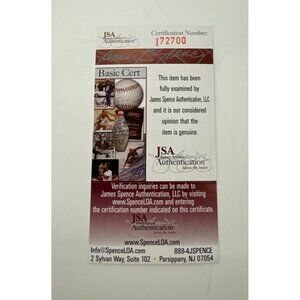 JSA
Authentication
Certification Number:
J72700
Basic Cert
This item has been
fully examined by
James Spence Authentication, LLC
and it is our considered
opinion that the
item is genuine.
JSA
James Spence
Authentication
Verification inquiries can be made to
James Spence Authentication, LLC by visiting
www.SpenceLOA.com and entering
the certification number indicated on this certificate.
JSA
Authentication
www.SpenceLOA.com
Info@SpenceLOA.com
888-4JSPENCE
2 Sylvan Way, Suite 102 · Parsippany, NJ 07054